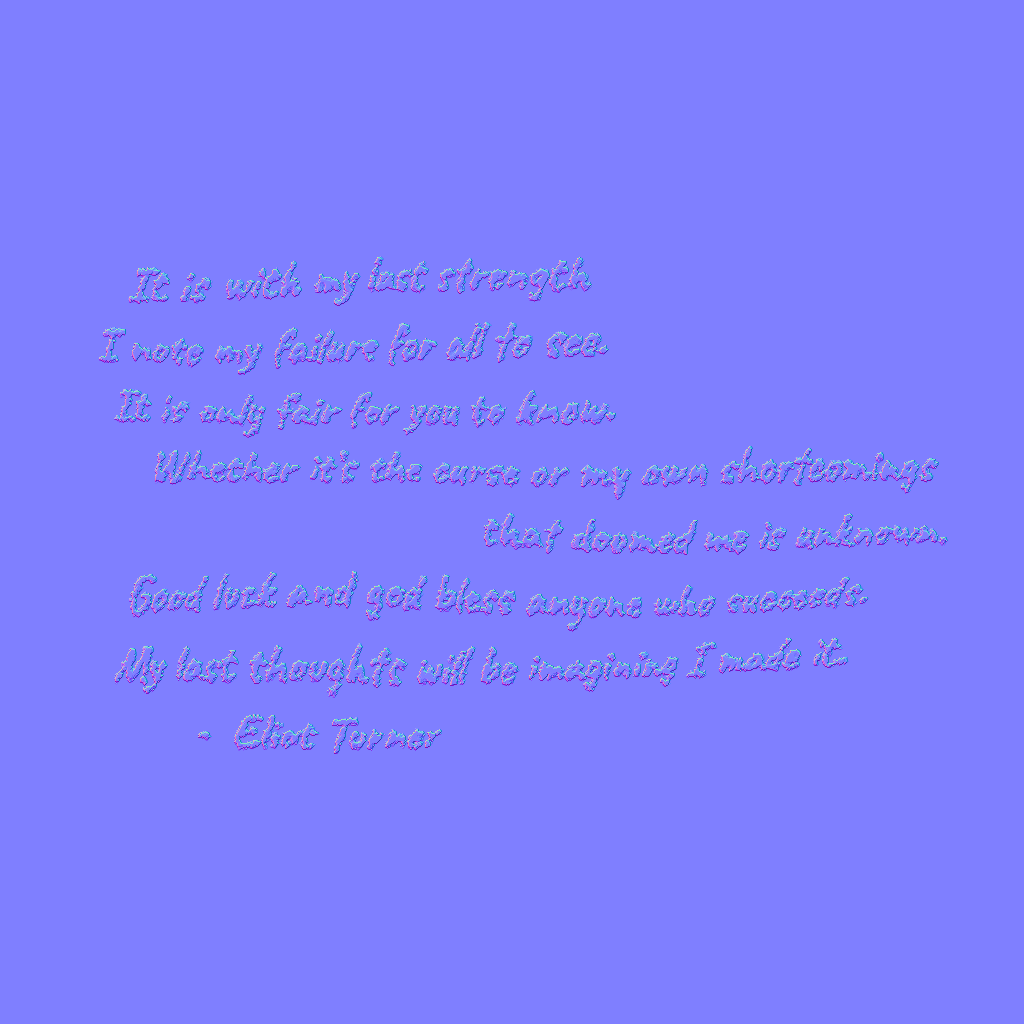 It is with my last strength
I note my failure for all to see.
It is only fair for you to know.
Whether it's the curse or my own shortcomings
that doomed me is unknown.
Good luck and god bless anyone who succeeds.
My last thoughts will be imagining I made it.
- Eliot Turner